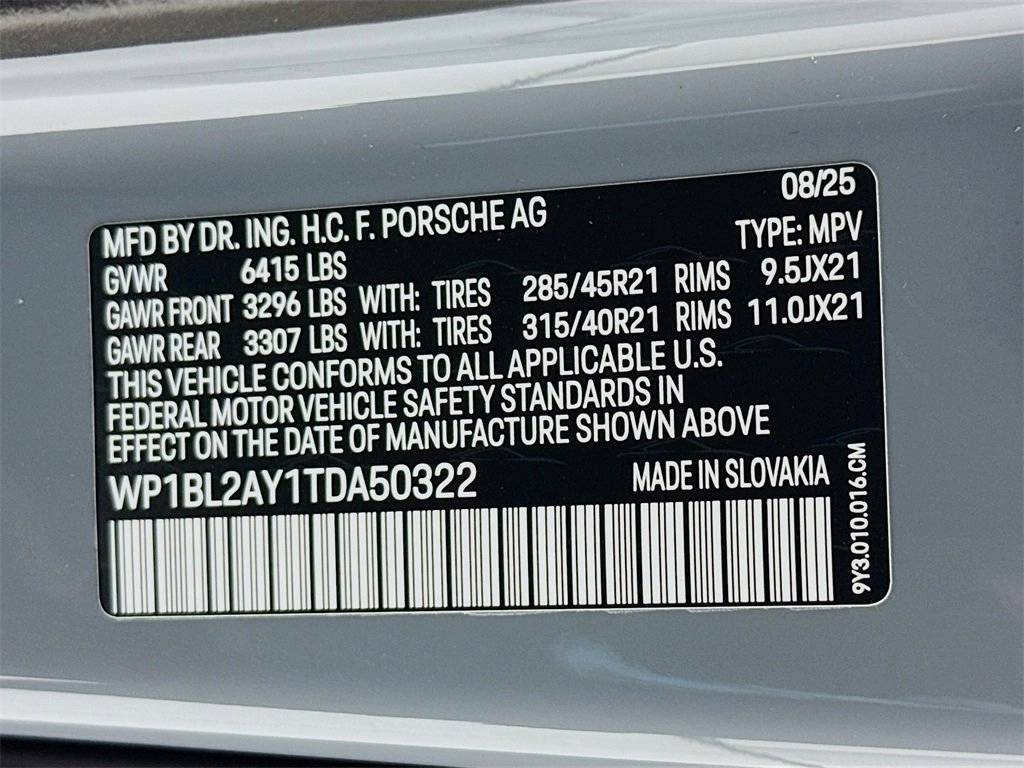 08/25
MFD BY DR. ING. H.C. F. PORSCHE AG
TYPE: MPV
GVWR 6415 LBS
GAWR FRONT 3296 LBS WITH: TIRES 285/45R21 RIMS 9.5JX21
GAWR REAR 3307 LBS WITH: TIRES 315/40R21 RIMS 11.0JX21
THIS VEHICLE CONFORMS TO ALL APPLICABLE U.S.
FEDERAL MOTOR VEHICLE SAFETY STANDARDS IN
EFFECT ON THE DATE OF MANUFACTURE SHOWN ABOVE
WP1BL2AY1TDA50322 MADE IN SLOVAKIA
9Y3.010.016.CM